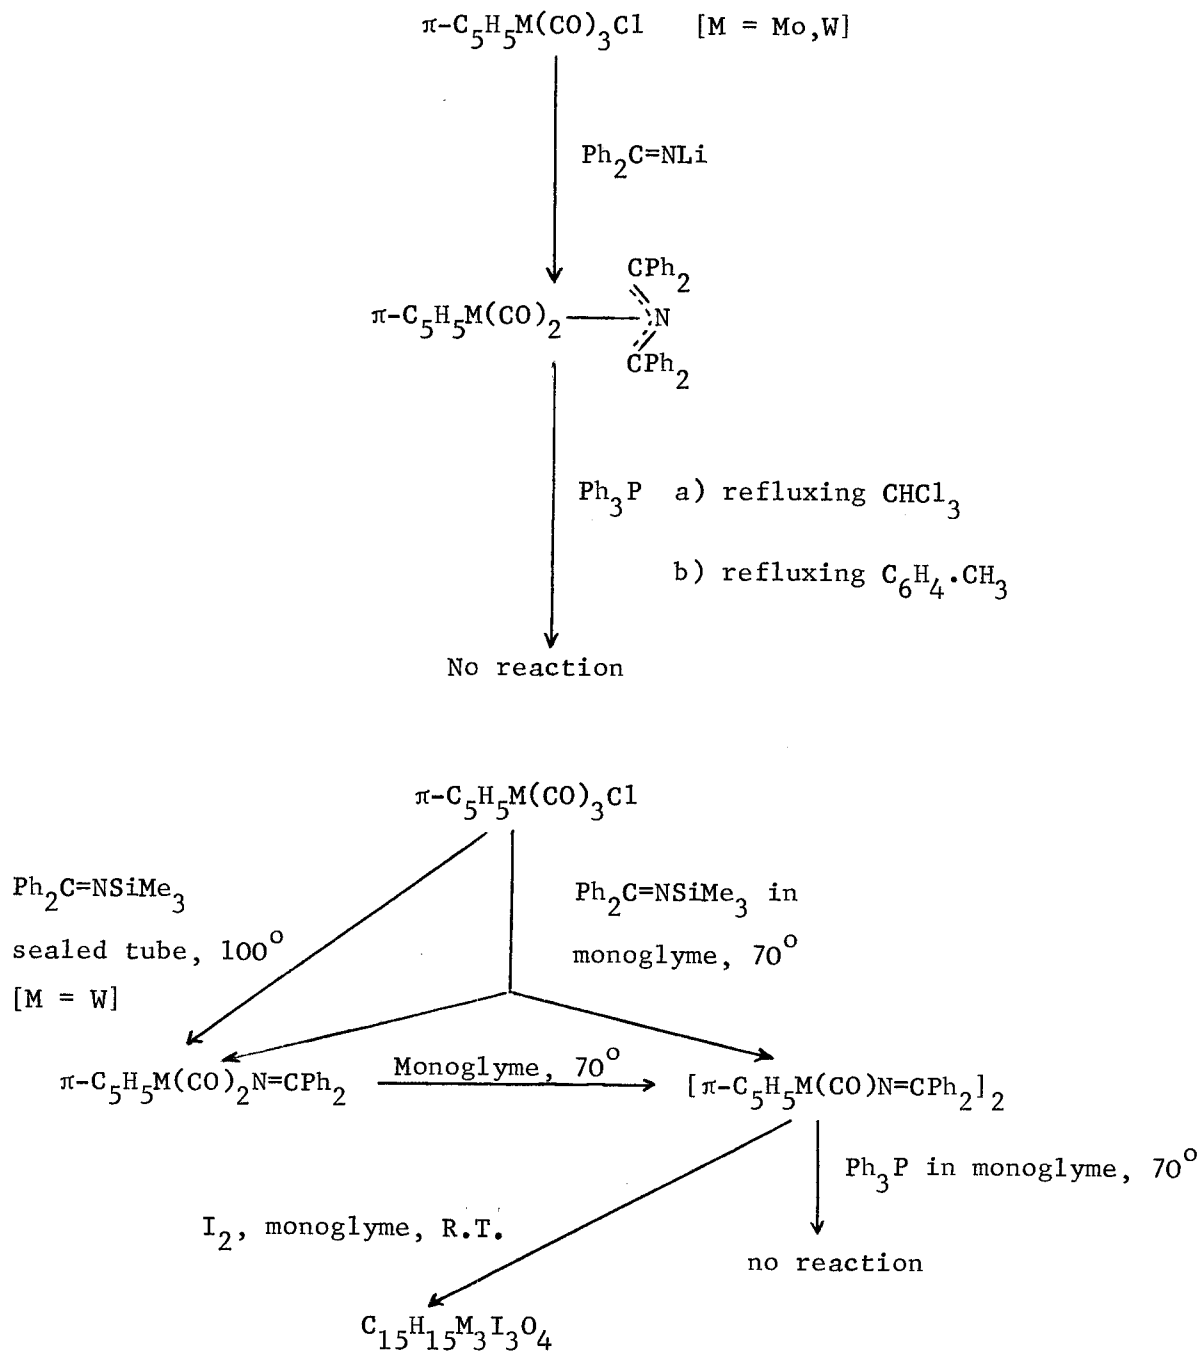 π-C5H5M(CO)3Cl [M = Mo,W]
Ph2C=NLi
CPh2
π-C5H5M(CO)2 N
CPh2
Ph3P a) refluxing CHCl3
b) refluxing C6H4.CH3
No reaction
π-C5H5M(CO)3Cl
Ph2C=NSiMe3
sealed tube, 100°
[M = W]
Ph2C=NSiMe3 in
monoglyme, 70°
π-C5H5M(CO)2N=CPh2
Monoglyme, 70°
[π-C5H5M(CO)N=CPh2]2
Ph3P in monoglyme, 70°
I2, monoglyme, R.T.
no reaction
C15H15M3I3O4